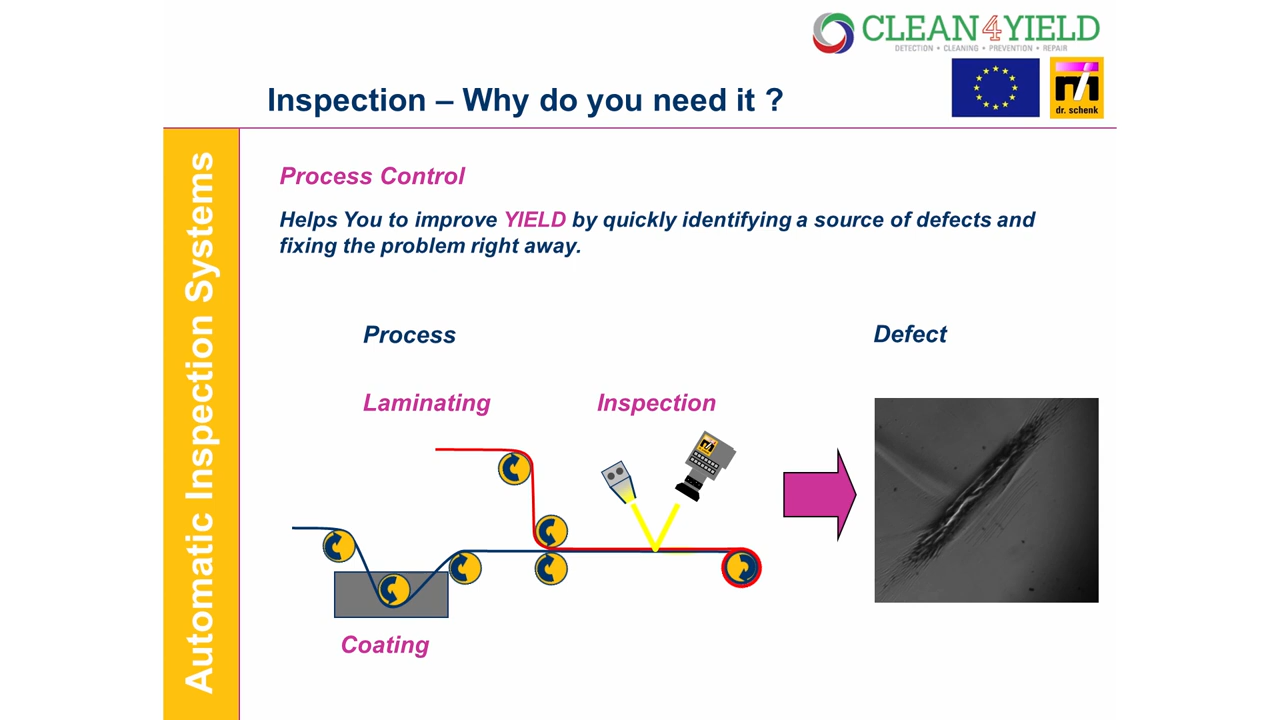 CLEAN4YIELD
DETECTION • CLEANING • PREVENTION • REPAIR
dr. schenk
Inspection – Why do you need it ?
Automatic Inspection Systems
Process Control
Helps You to improve YIELD by quickly identifying a source of defects and
fixing the problem right away.
Process
Defect
Laminating
Inspection
Coating